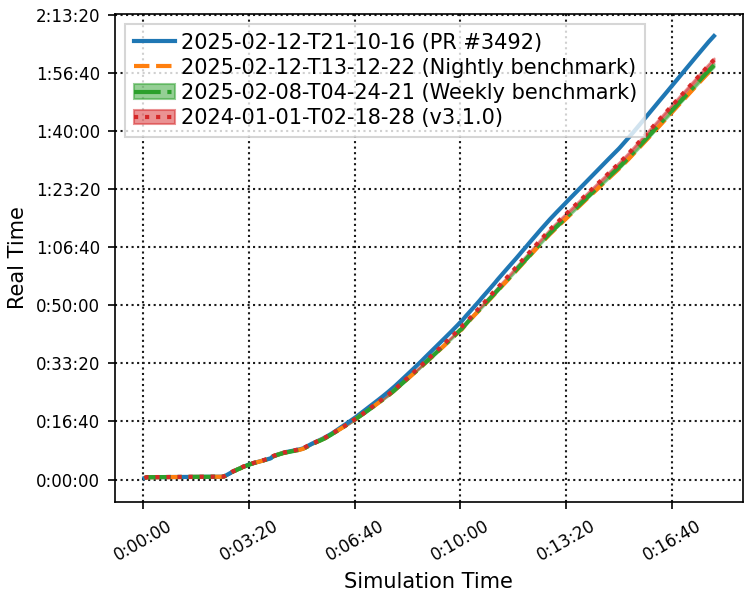 2:13:20
1:56:40
1:40:00
1:23:20
1:06:40
0:50:00
0:33:20
0:16:40
0:00:00
Real Time
2025-02-12-T21-10-16 (PR #3492)
2025-02-12-T13-12-22 (Nightly benchmark)
2025-02-08-T04-24-21 (Weekly benchmark)
2024-01-01-T02-18-28 (v3.1.0)
0:00:00
0:03:20
0:06:40
0:10:00
0:13:20
0:16:40
Simulation Time